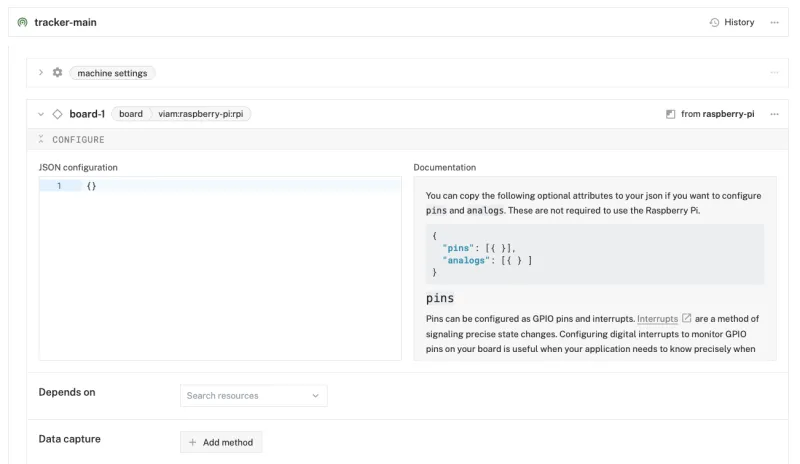 tracker-main
History
machine settings
board-1 board viam:raspberry-pi:rpi
from raspberry-pi
CONFIGURE
JSON configuration
1 {}
Documentation
You can copy the following optional attributes to your json if you want to configure
pins and analogs. These are not required to use the Raspberry Pi.
{
"pins": [{ }],
"analogs": [{ } ]
}
pins
Pins can be configured as GPIO pins and interrupts. Interrupts are a method of
signaling precise state changes. Configuring digital interrupts to monitor GPIO
pins on your board is useful when your application needs to know precisely when
Depends on
Search resources
Data capture
+ Add method